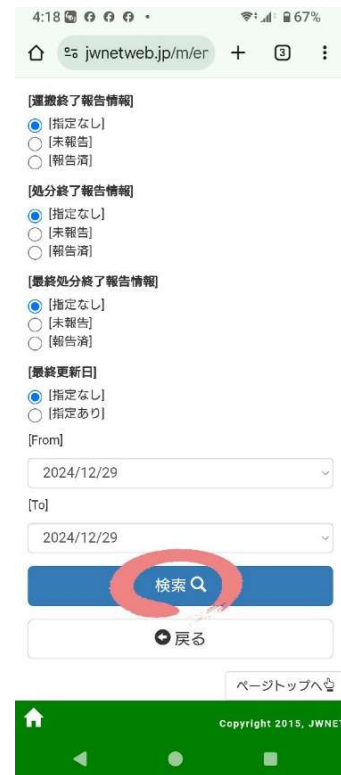 4:18 67%
jwnetweb.jp/m/er + 3
[運搬終了報告情報]
[指定なし]
[未報告]
[報告済]
[処分終了報告情報]
[指定なし]
[未報告]
[報告済]
[最終処分終了報告情報]
[指定なし]
[未報告]
[報告済]
[最終更新日]
[指定なし]
[指定あり]
[From]
2024/12/29
[To]
2024/12/29
検索
戻る
ページトップへ
Copyright 2015, JWNET